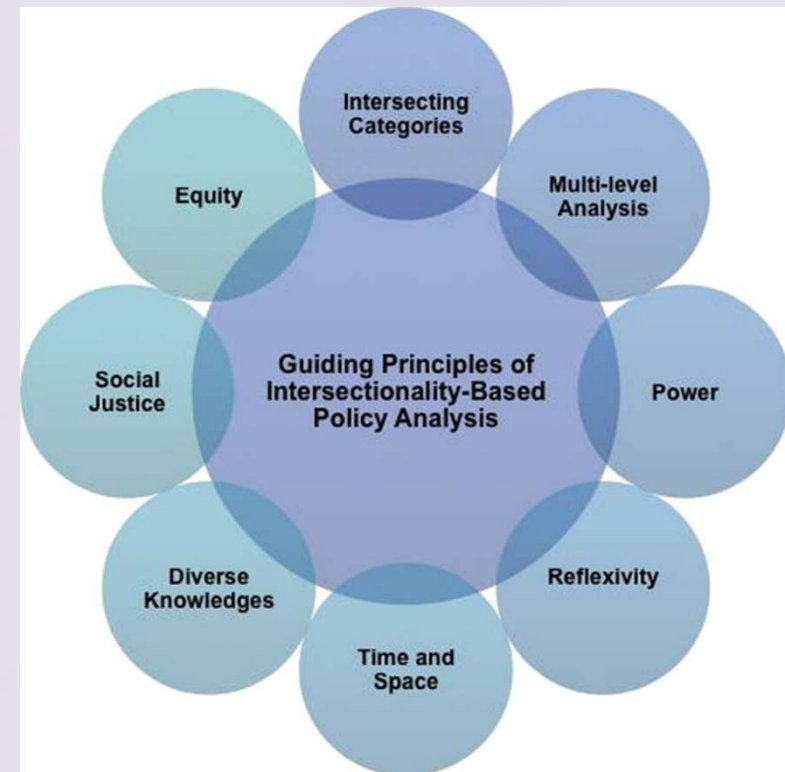 Intersecting
Categories
Multi-level
Analysis
Power
Reflexivity
Time and
Space
Diverse
Knowledges
Social
Justice
Equity
Guiding Principles of
Intersectionality-Based
Policy Analysis